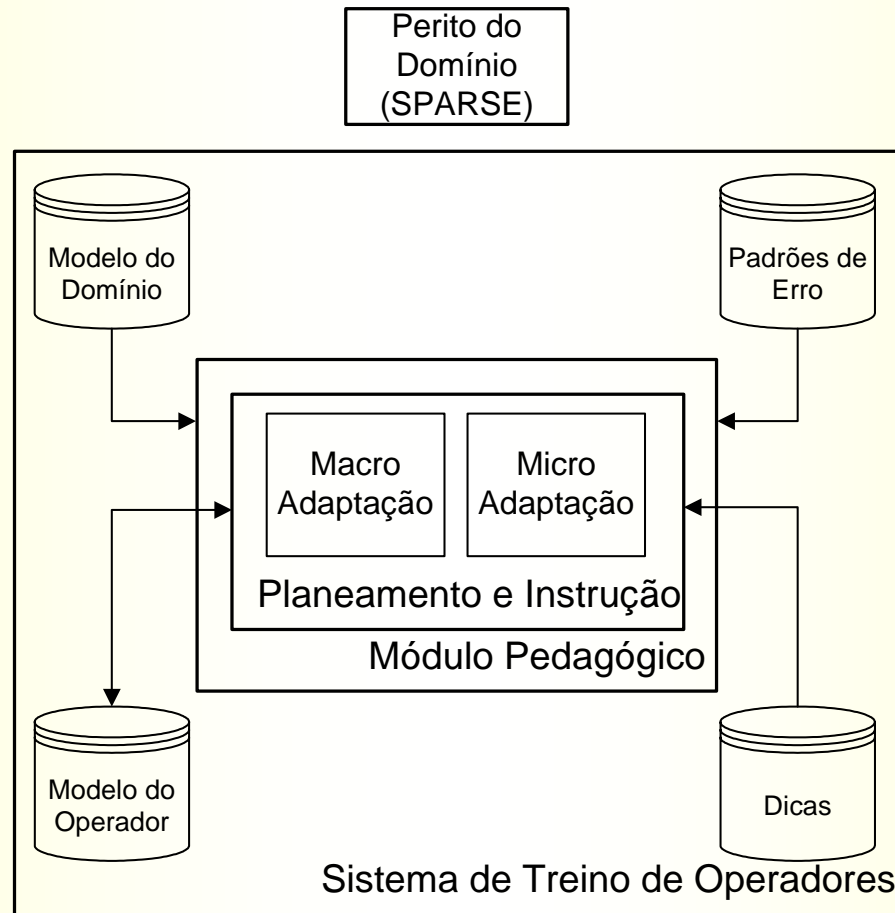 Perito do
Domínio
(SPARSE)
Modelo do
Domínio
Padrões de
Erro
Macro
Adaptação
Micro
Adaptação
Planeamento e Instrução
Módulo Pedagógico
Modelo do
Operador
Dicas
Sistema de Treino de Operadores